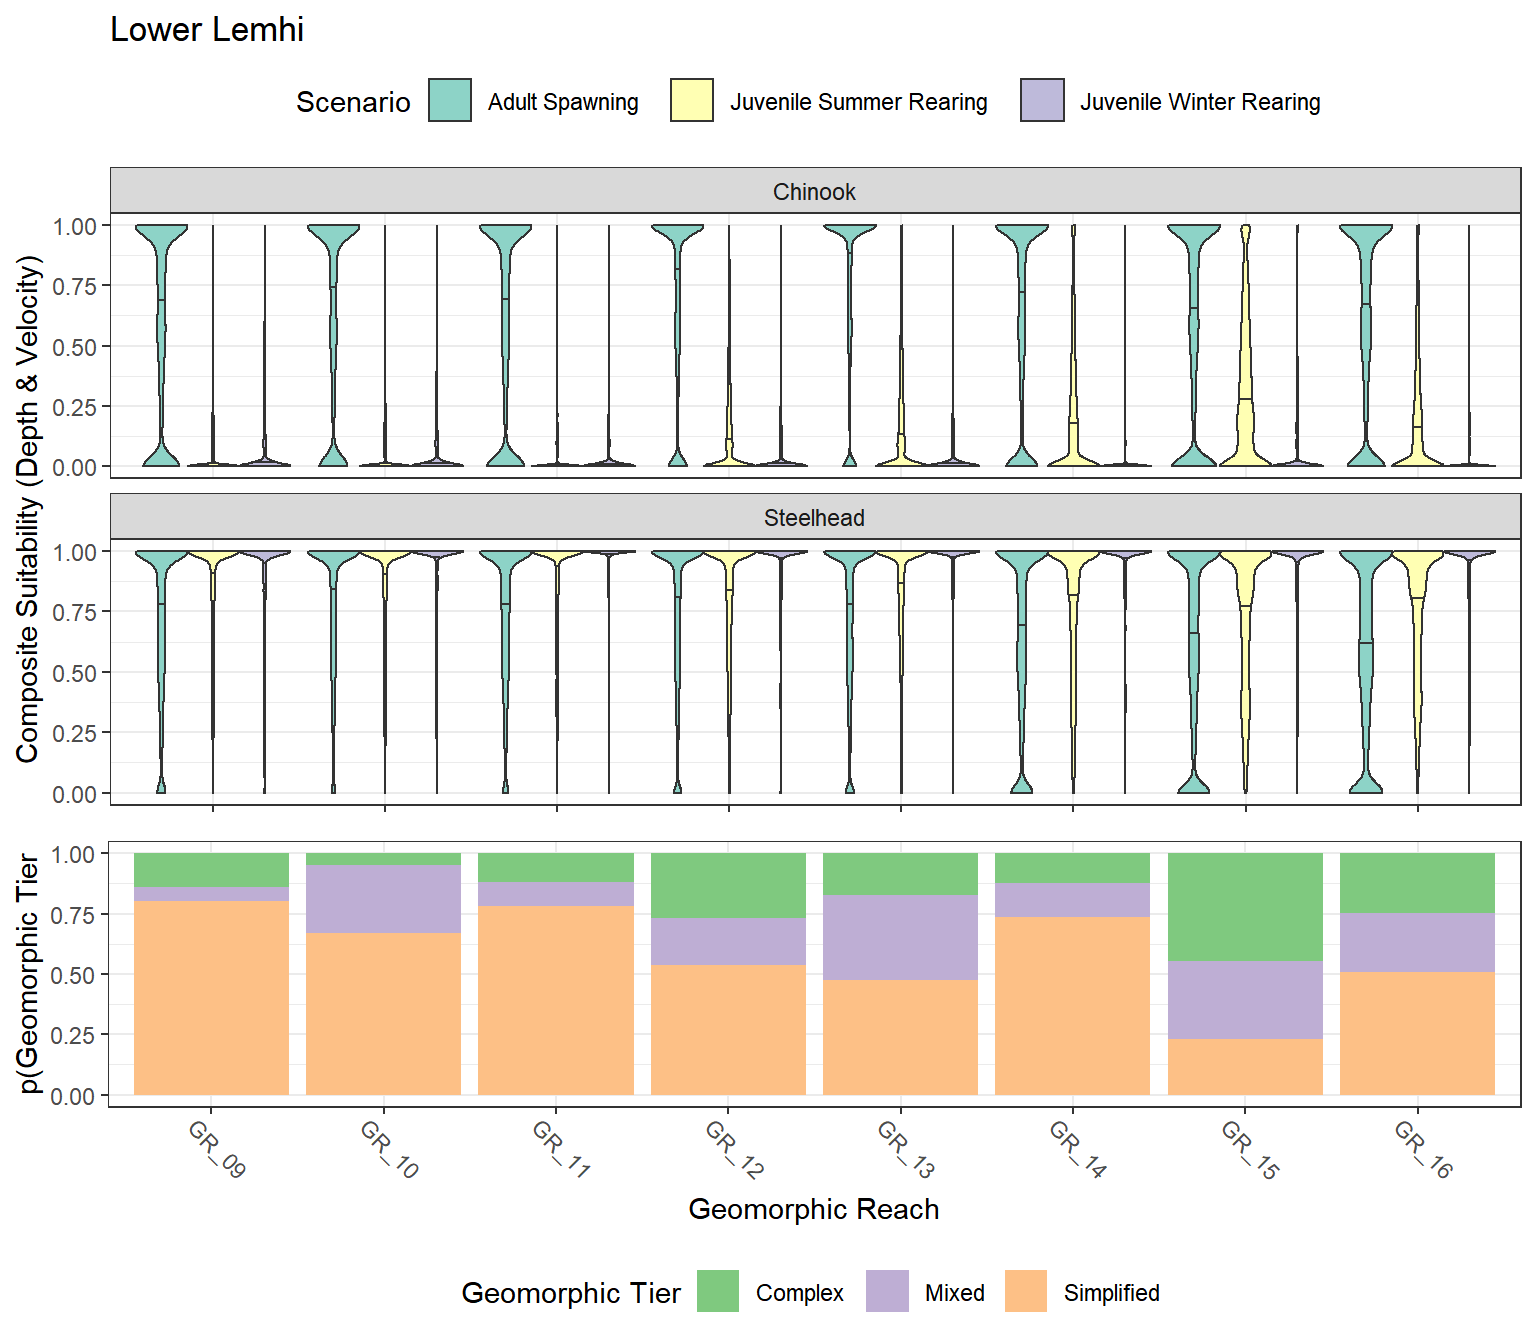 Lower Lemhi
Scenario
Adult Spawning
Juvenile Summer Rearing
Juvenile Winter Rearing
Composite Suitability (Depth & Velocity)
Chinook
1.00
0.75
0.50
0.25
0.00
Steelhead
1.00
0.75
0.50
0.25
0.00
p(Geomorphic Tier
1.00
0.75
0.50
0.25
0.00
GR_09
GR_10
GR_11
GR_12
GR_13
GR_14
GR_15
GR_16
Geomorphic Reach
Geomorphic Tier
Complex
Mixed
Simplified